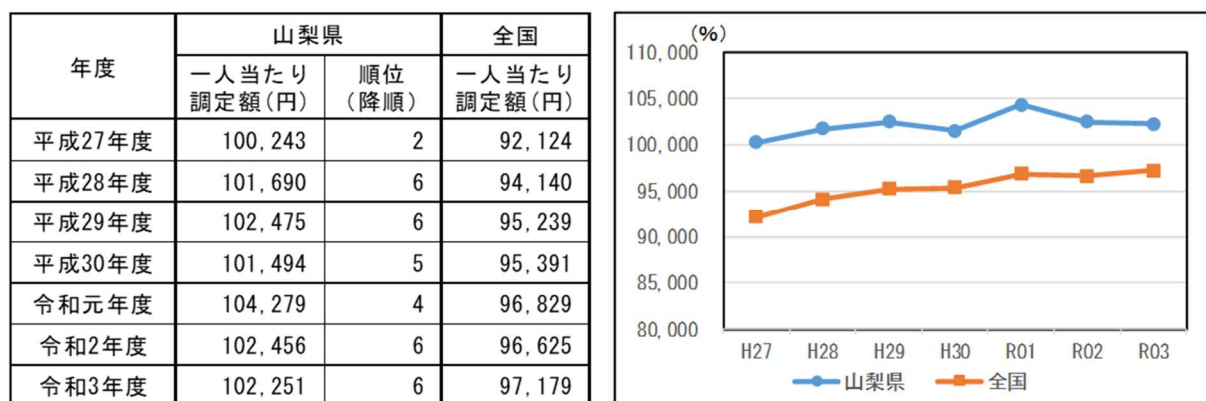 年度 山梨県 全国
一人当たり調定額(円) 順位(降順) 一人当たり調定額(円)
平成27年度 100,243 2 92,124
平成28年度 101,690 6 94,140
平成29年度 102,475 6 95,239
平成30年度 101,494 5 95,391
令和元年度 104,279 4 96,829
令和2年度 102,456 6 96,625
令和3年度 102,251 6 97,179
(%)
110,000
105,000
100,000
95,000
90,000
85,000
80,000
H27 H28 H29 H30 R01 R02 R03
山梨県 全国